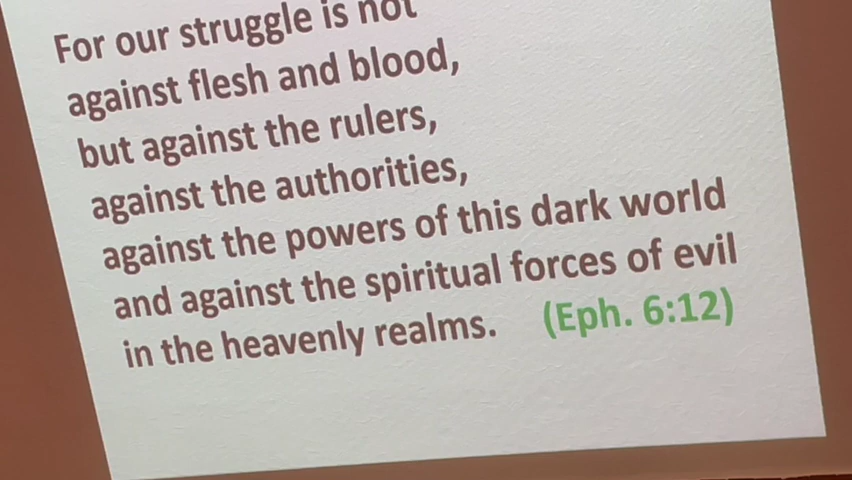 For our struggle is not
against flesh and blood,
but against the rulers,
against the authorities,
against the powers of this dark world
and against the spiritual forces of evil
in the heavenly realms. (Eph. 6:12)